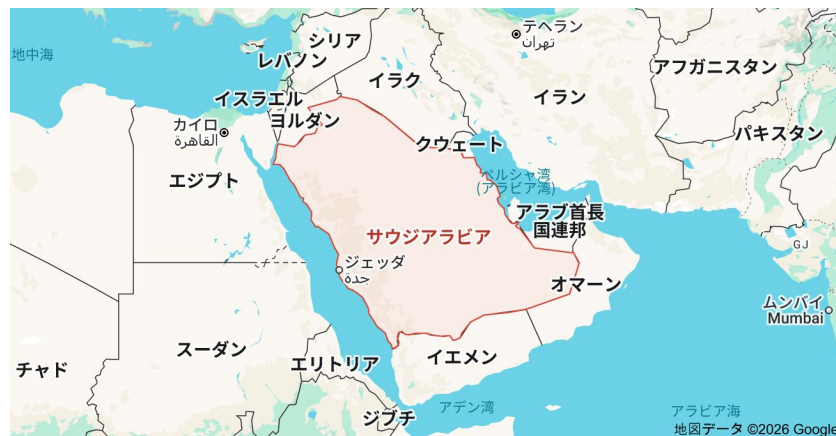 テヘラン
تهران
シリア
レバノン
地中海
イラク
アフガニスタン
イラン
イスラエル
ヨルダン
カイロ
القاهرة
クウェート
パキスタン
エジプト
ペルシャ湾
(アラビア湾)
アラブ首長
国連邦
サウジアラビア
GJ
ジェッダ
جدة
オマーン
ムンバイ
Mumbai
スーダン
イエメン
エリトリア
チャド
アデン湾
アラビア海
ジブチ
地図データ ©2026 Google